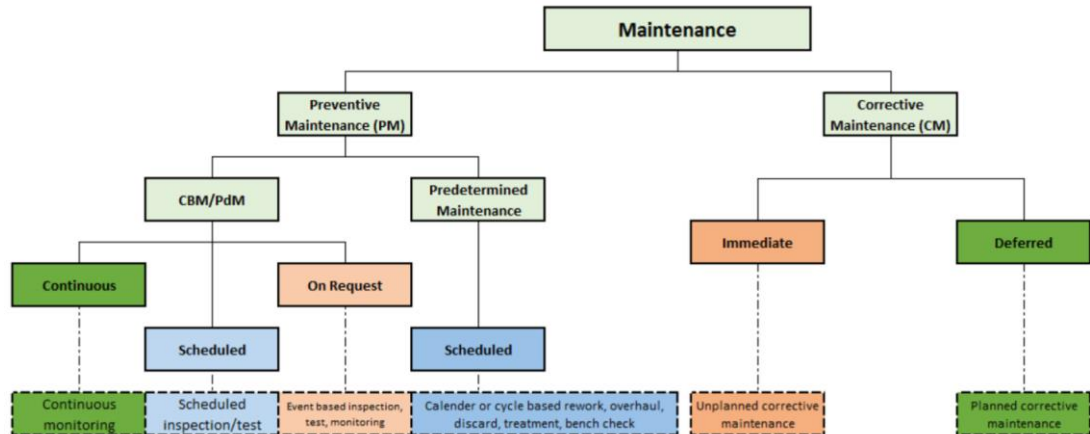 Maintenance
Preventive
Maintenance (PM)
Corrective
Maintenance (CM)
CBM/PdM
Predetermined
Maintenance
Immediate
Deferred
Continuous
On Request
Scheduled
Scheduled
Continuous
monitoring
Scheduled
inspection/test
Event based inspection,
test, monitoring
Calender or cycle based rework, overhaul,
discard, treatment, bench check
Unplanned corrective
maintenance
Planned corrective
maintenance